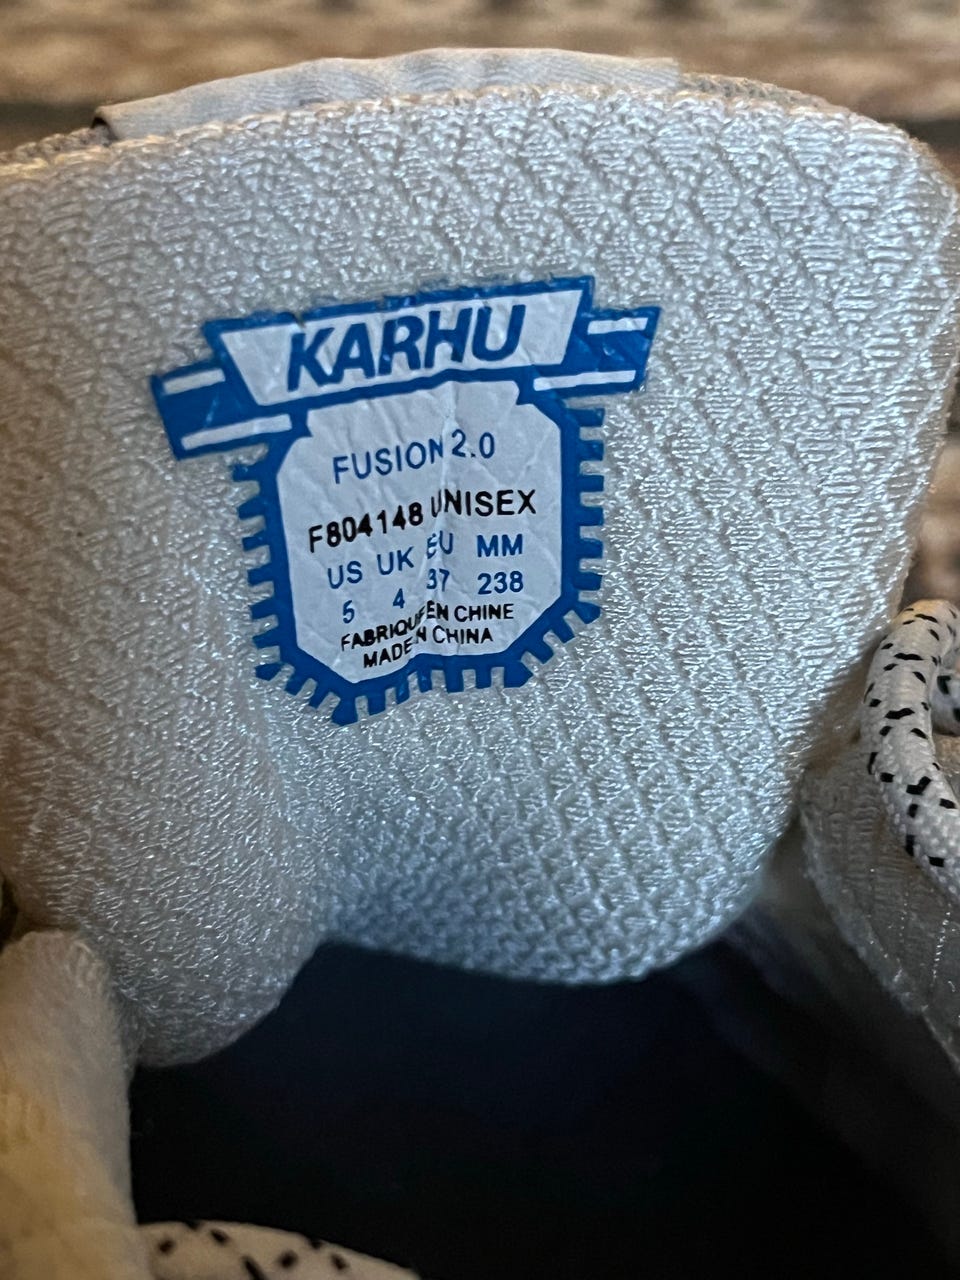 KARHU
FUSION 2.0
F804148 UNISEX
US UK EU MM
5 4 37 238
FABRIQUE EN CHINE
MADE IN CHINA